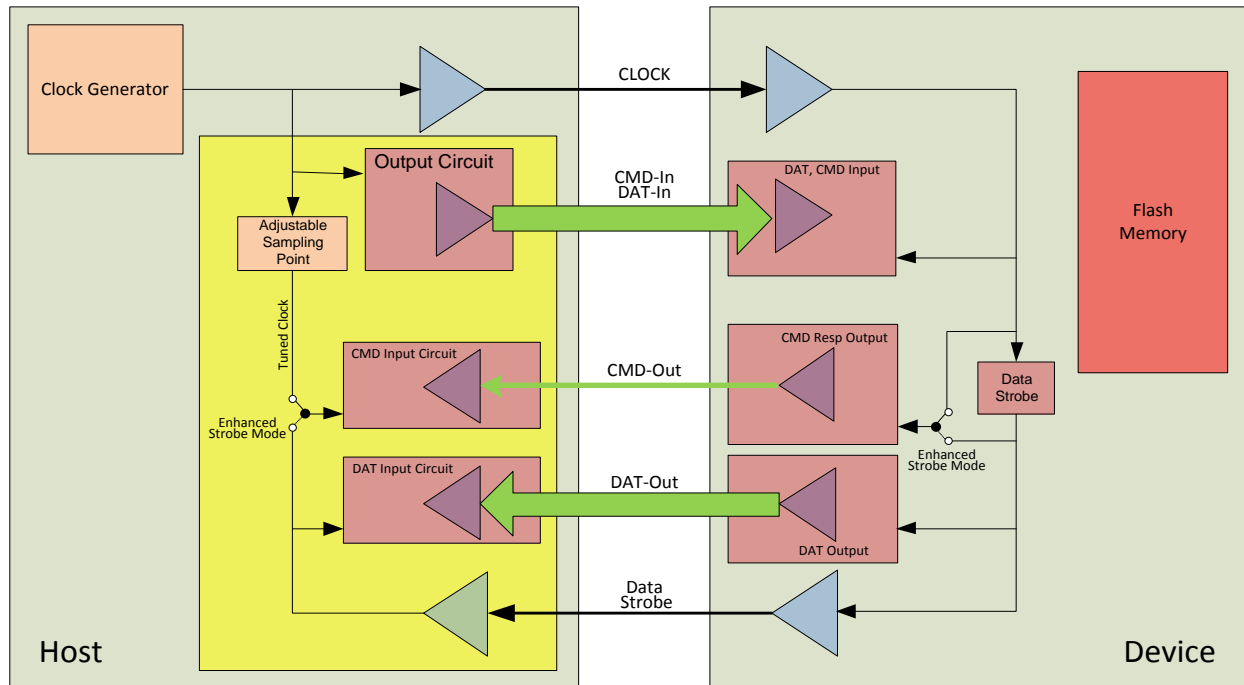 Clock Generator
CLOCK
Output Circuit
CMD-In
DAT-In
DAT, CMD Input
Flash
Memory
Adjustable
Sampling
Point
Tuned Clock
CMD Input Circuit
CMD-Out
CMD Resp Output
Data
Strobe
Enhanced
Strobe Mode
Enhanced
Strobe Mode
DAT Input Circuit
DAT-Out
DAT Output
Data
Strobe
Host
Device